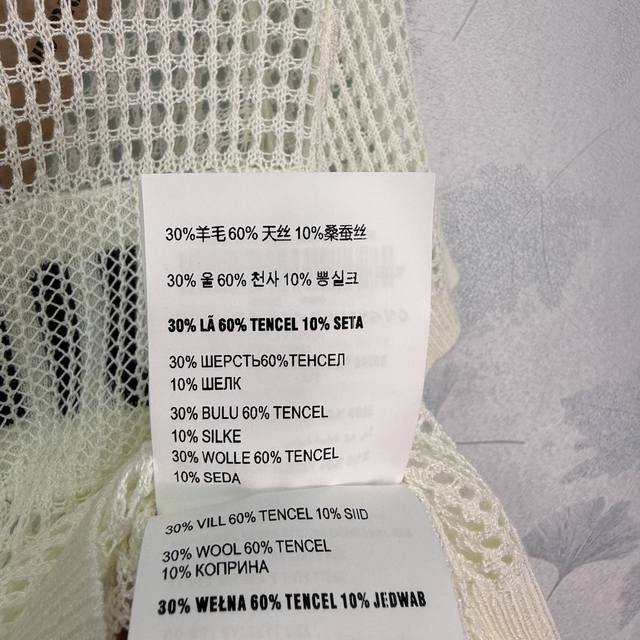 30%羊毛 60% 天丝 10%桑蚕丝
30% 울 60% 천사 10% 뽕실크
30% LÃ 60% TENCEL 10% SETA
30% ШЕРСТЬ60%ТЕНСЕЛ
10% ШЕЛК
30% BULU 60% TENCEL
10% SILKE
30% WOLLE 60% TENCEL
10% SEDA
30% VILL 60% TENCEL 10% SIID
30% WOOL 60% TENCEL
10% КОПРИНА
30% WEŁNA 60% TENCEL 10% JEDWAB